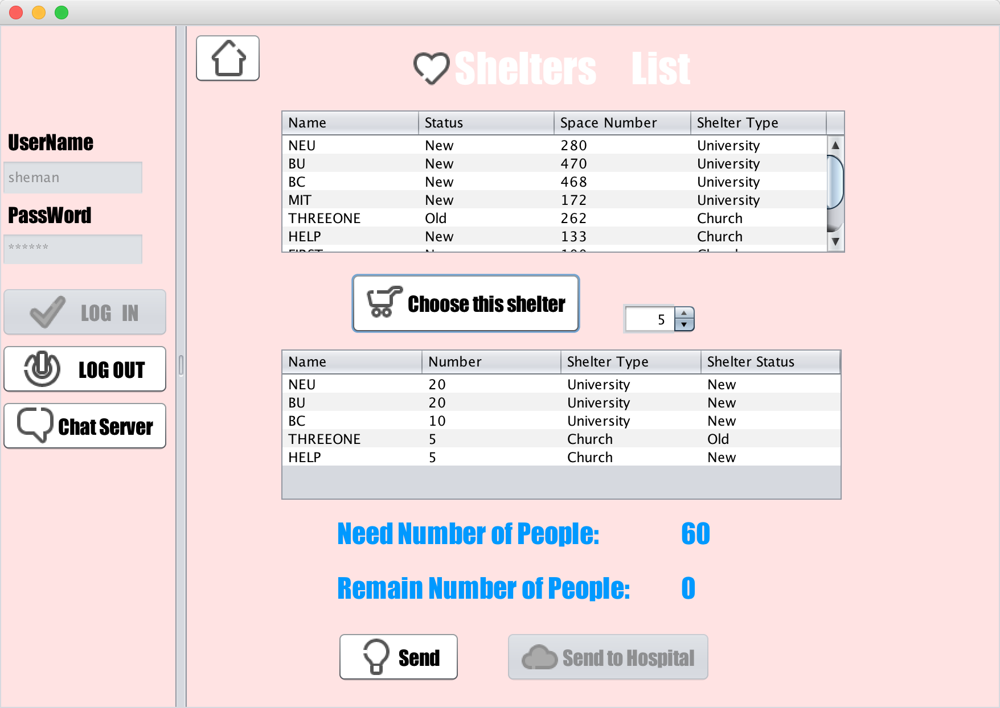 Shelters List
Name Status Space Number Shelter Type
NEU New 280 University
BU New 470 University
BC New 468 University
MIT New 172 University
THREEONE Old 262 Church
HELP New 133 Church
UserName
sheman
PassWord
******
LOG IN
LOG OUT
Chat Server
Choose this shelter
5
Name Number Shelter Type Shelter Status
NEU 20 University New
BU 20 University New
BC 10 University New
THREEONE 5 Church Old
HELP 5 Church New
Need Number of People: 60
Remain Number of People: 0
Send
Send to Hospital